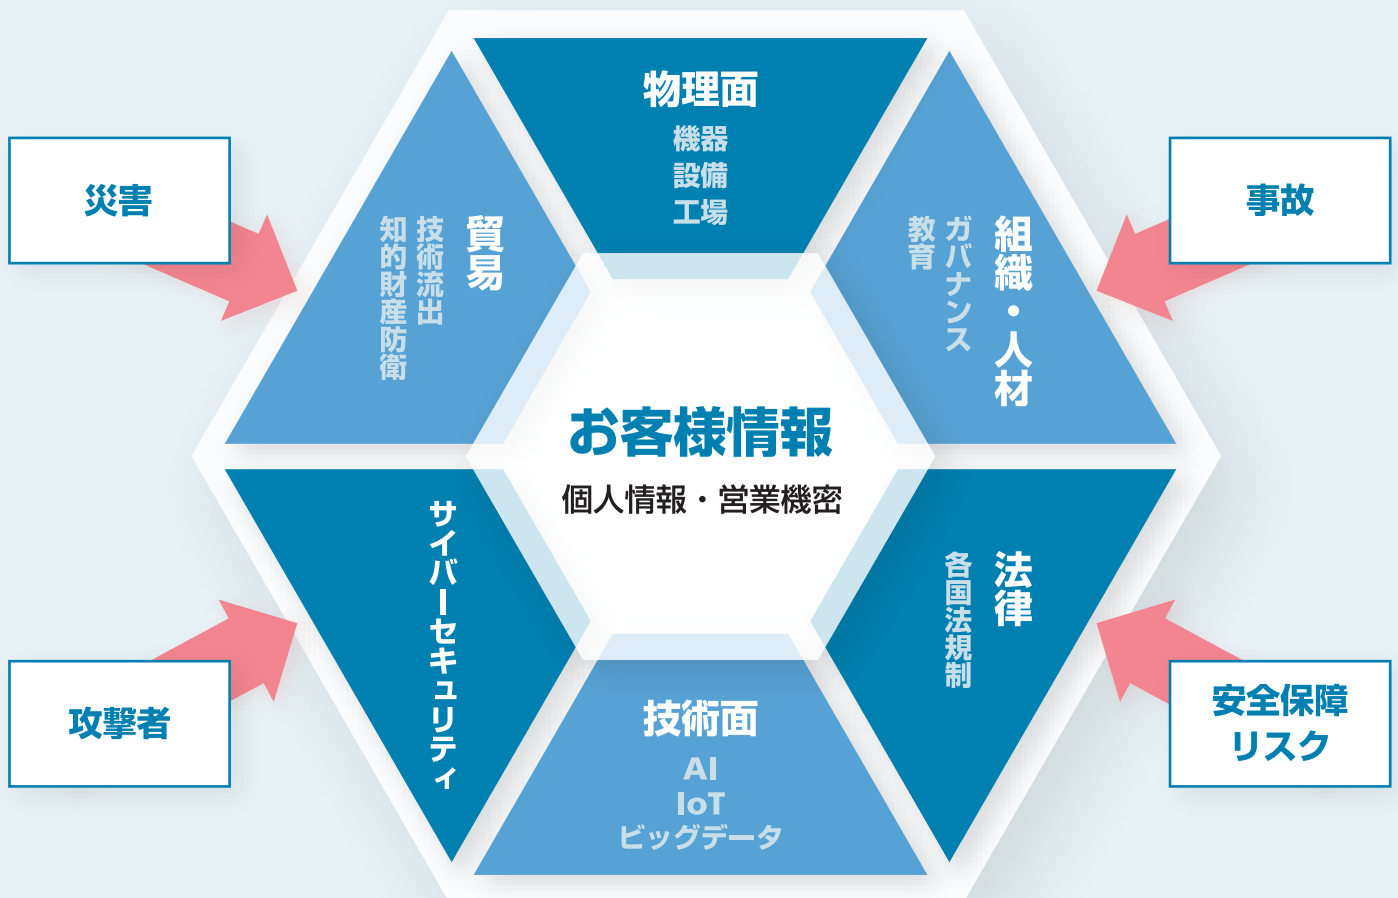 物理面
機器
設備
工場
災害
事故
貿易
技術流出
知的財産防衛
組織・人材
ガバナンス
教育
お客様情報
個人情報・営業機密
サイバーセキュリティ
法律
各国法規制
攻撃者
安全保障
リスク
技術面
AI
IoT
ビッグデータ